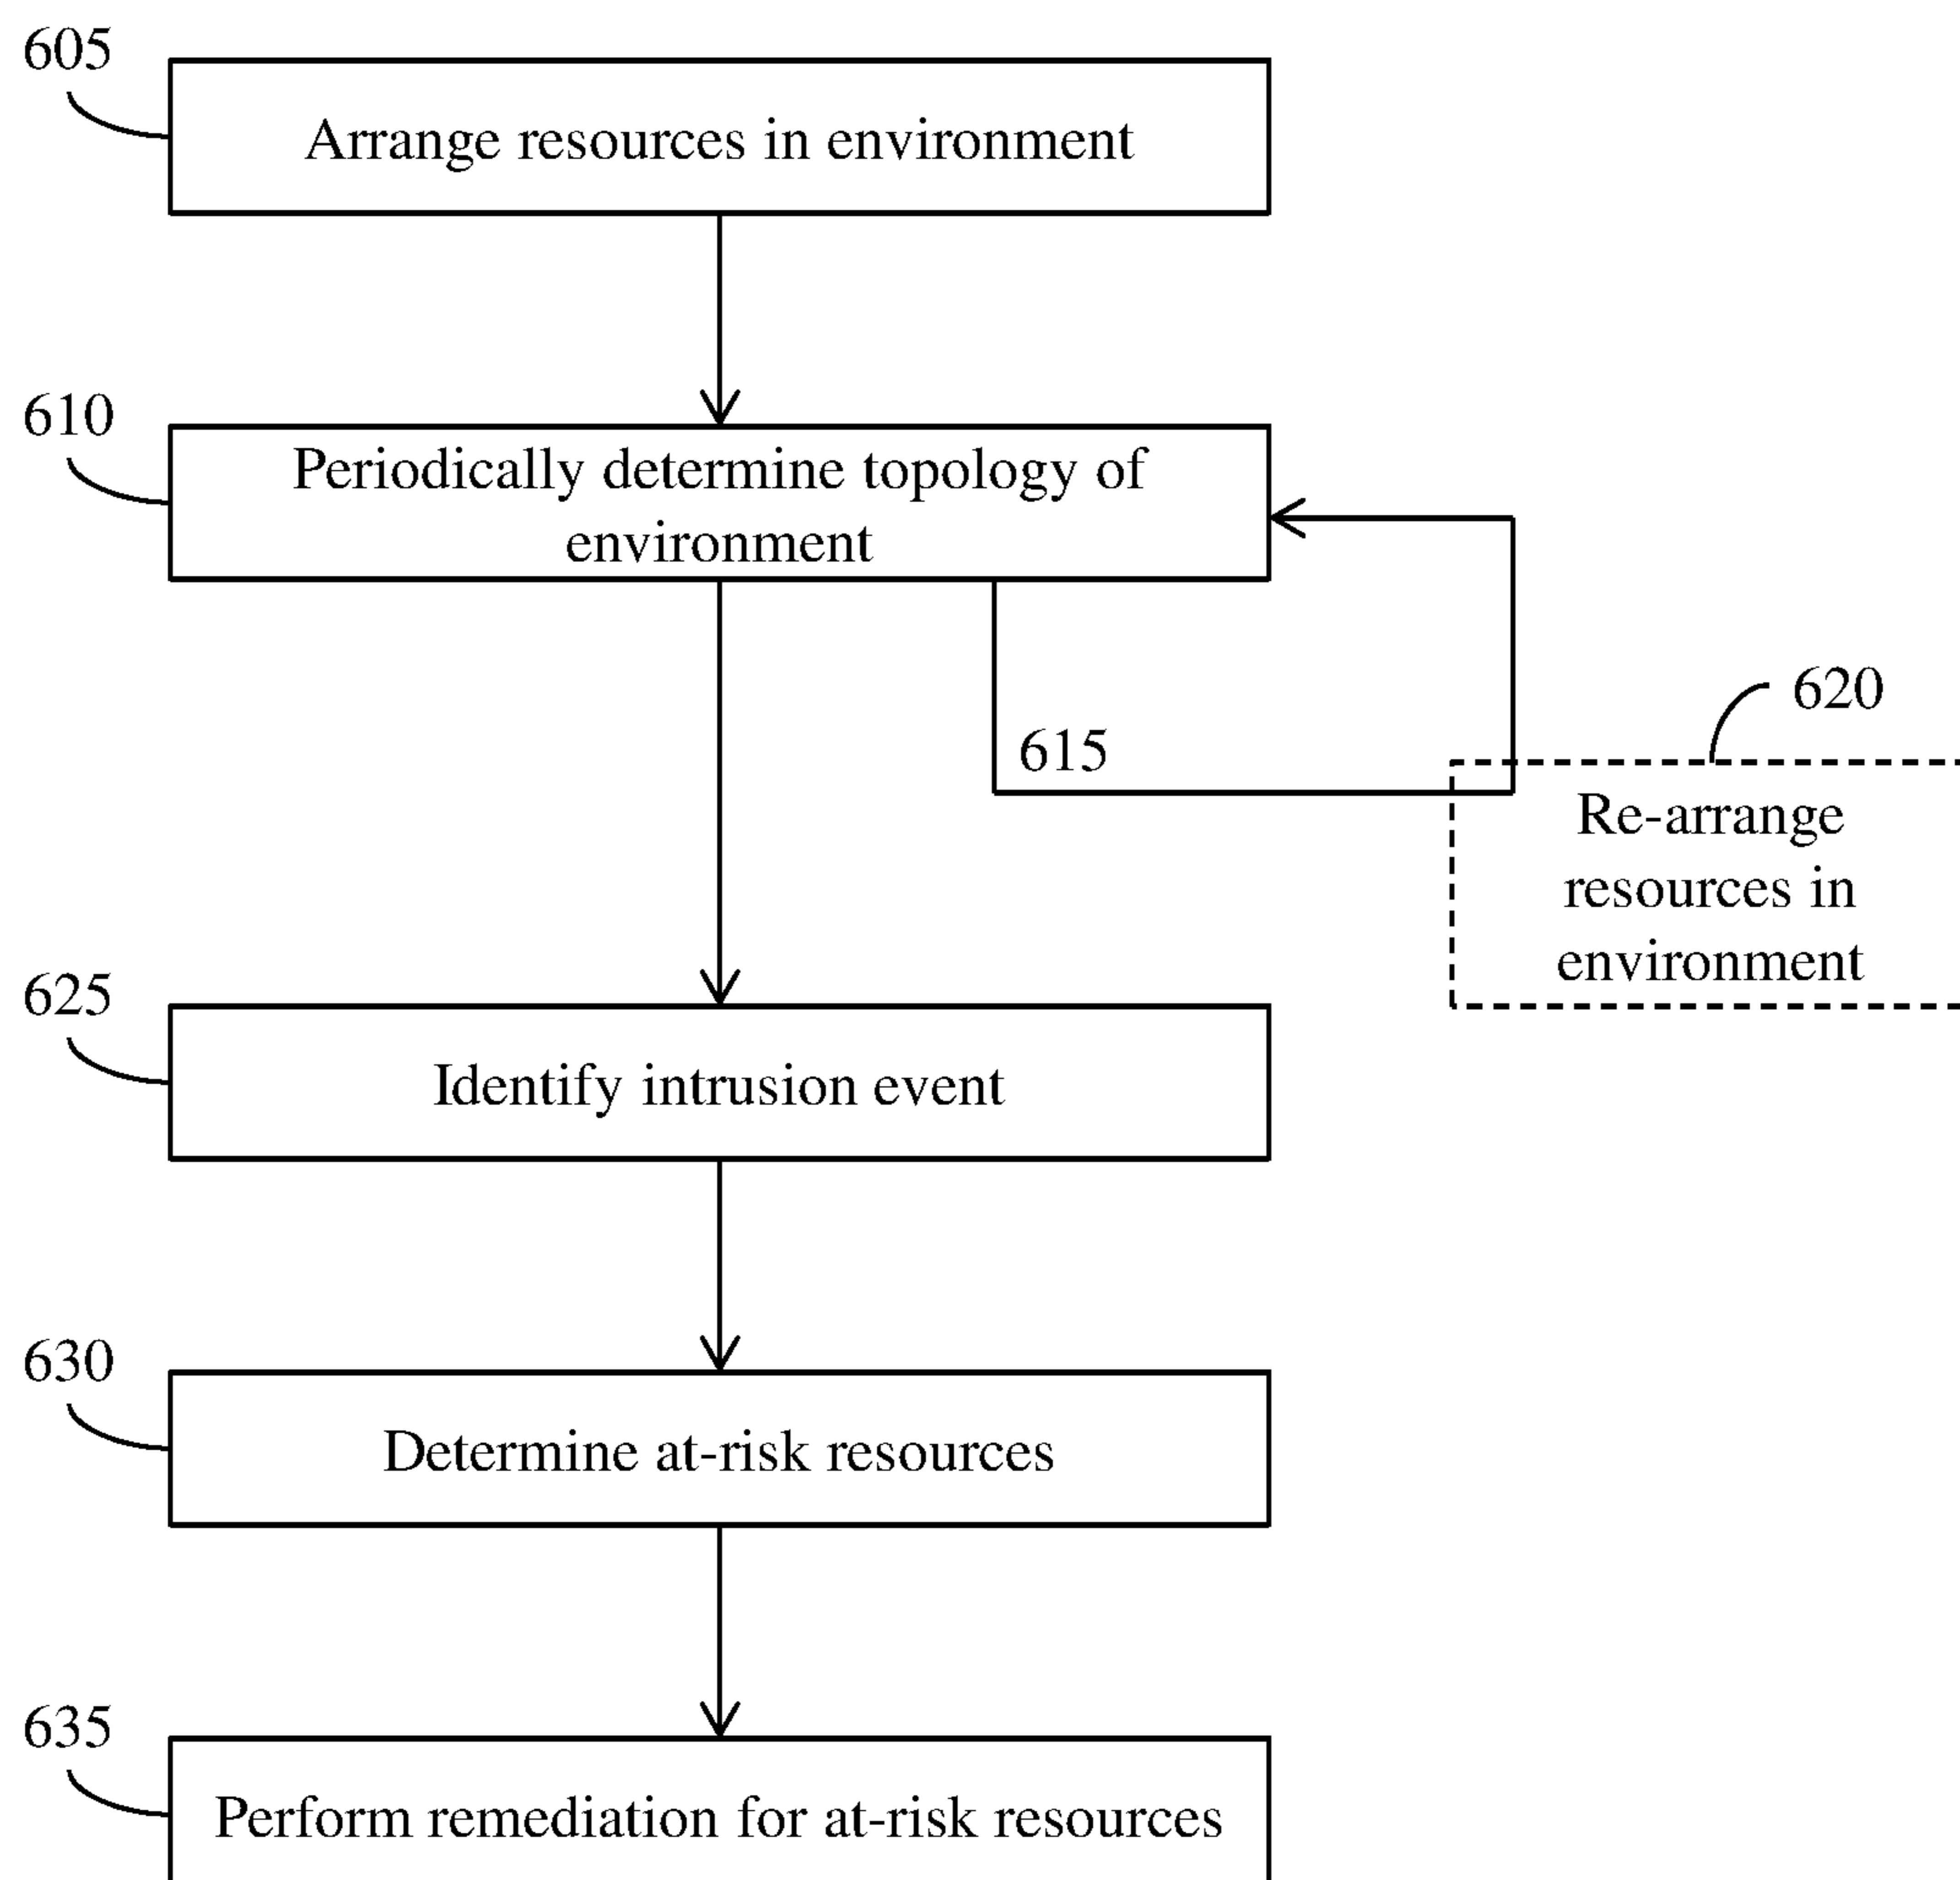 605
Arrange resources in environment
610
Periodically determine topology of
environment
615
620
Re-arrange
resources in
environment
625
Identify intrusion event
630
Determine at-risk resources
635
Perform remediation for at-risk resources